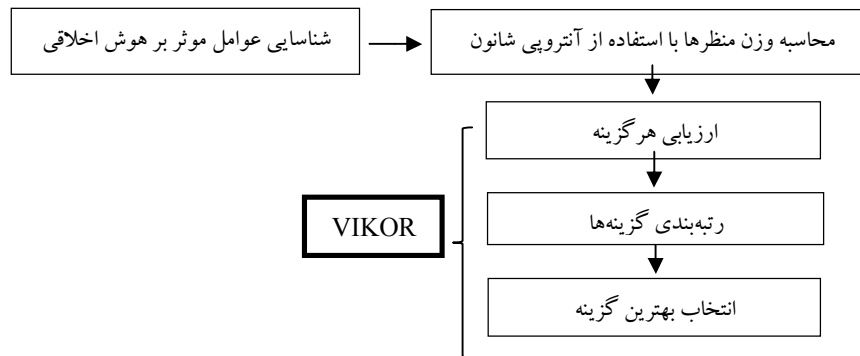 شناسایی عوامل موثر بر هوش اخلاقی
محاسبه وزن منظرها با استفاده از آنتروپی شانون
ارزیابی هرگزینه
رتبه‌بندی گزینه‌ها
VIKOR
انتخاب بهترین گزینه